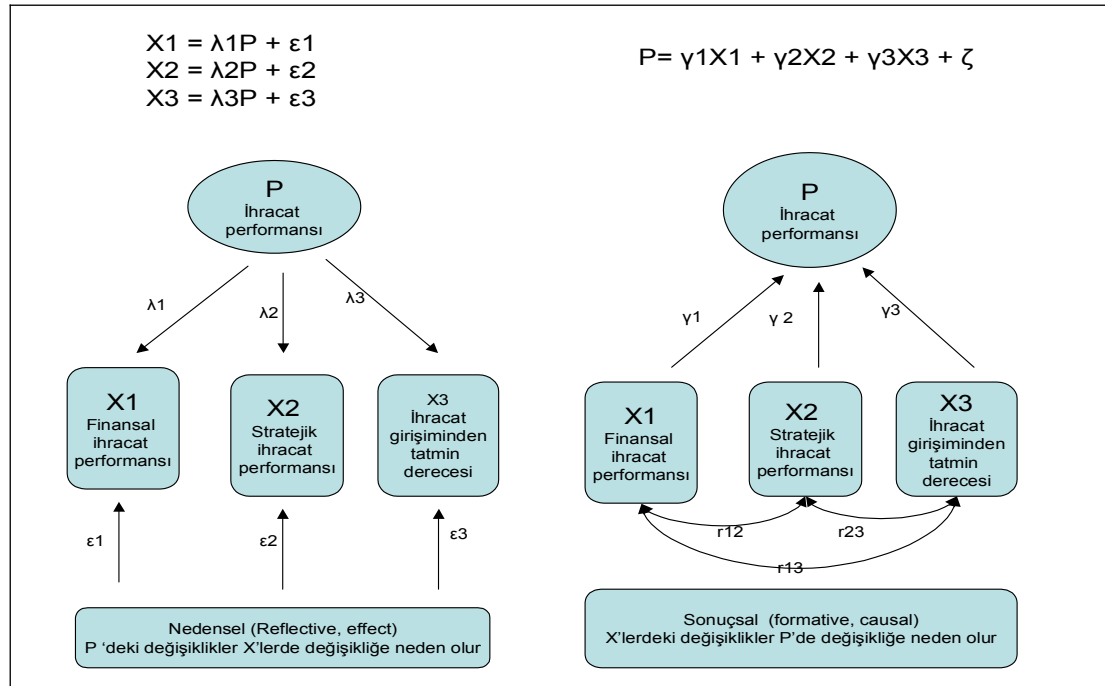 X1 = λ1P + ε1
X2 = λ2P + ε2
X3 = λ3P + ε3
P
İhracat
performansı
λ1
λ2
λ3
X1
Finansal
ihracat
performansı
X2
Stratejik
ihracat
performansı
X3
İhracat
girişiminden
tatmin
derecesi
ε1
ε2
ε3
Nedensel (Reflective, effect)
P ‘deki değişiklikler X’lerde değişikliğe neden olur
P= γ1X1 + γ2X2 + γ3X3 + ζ
P
İhracat
performansı
γ1
γ 2
γ3
X1
Finansal
ihracat
performansı
X2
Stratejik
ihracat
performansı
X3
İhracat
girişiminden
tatmin
derecesi
r12
r23
r13
Sonuçsal (formative, causal)
X’lerdeki değişiklikler P’de değişikliğe neden olur